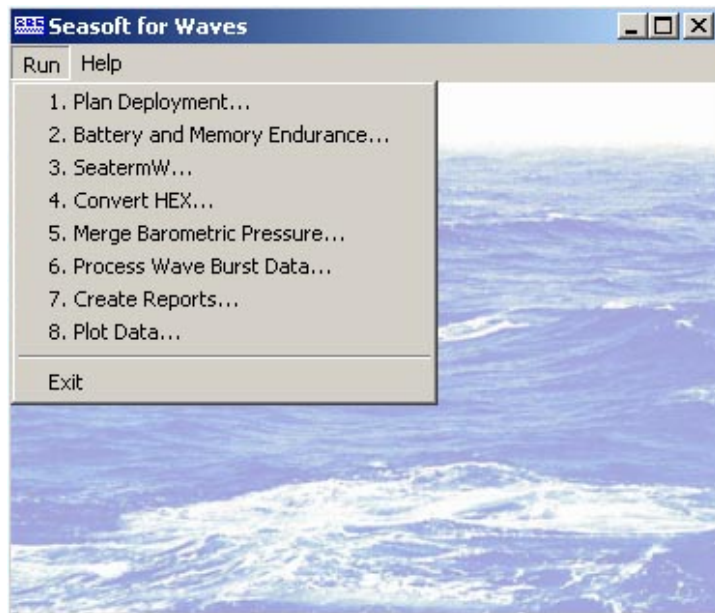 SBE Seasoft for Waves
Run Help
1. Plan Deployment...
2. Battery and Memory Endurance...
3. SeatermW...
4. Convert HEX...
5. Merge Barometric Pressure...
6. Process Wave Burst Data...
7. Create Reports...
8. Plot Data...
Exit